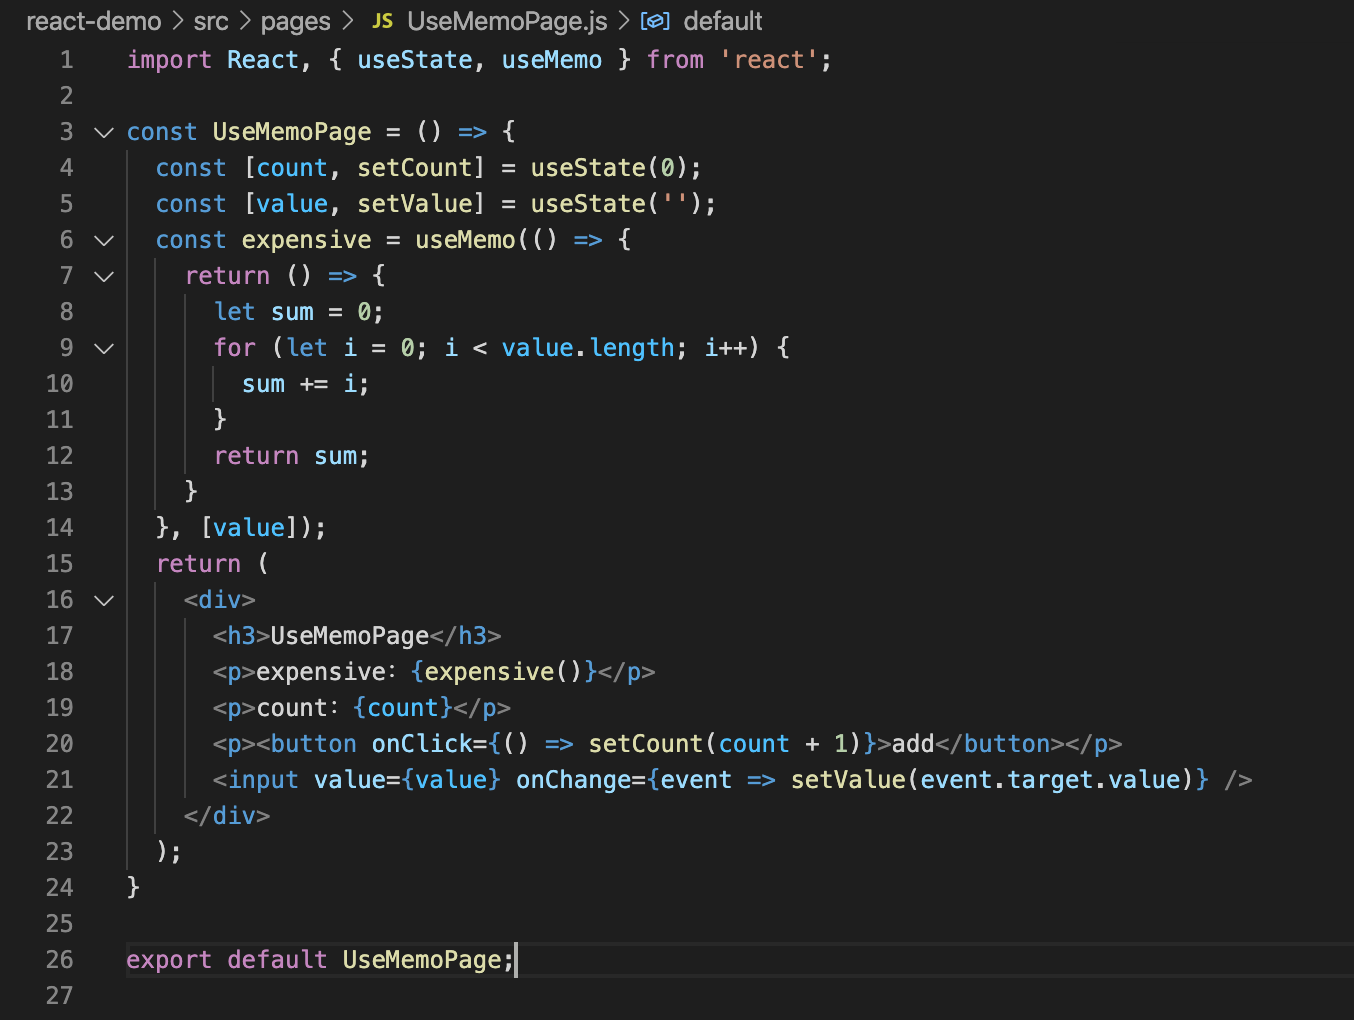 react-demo > src > pages > JS UseMemoPage.js > default
1 import React, { useState, useMemo } from 'react';
2
3 const UseMemoPage = () => {
4   const [count, setCount] = useState(0);
5   const [value, setValue] = useState('');
6   const expensive = useMemo(() => {
7     return () => {
8       let sum = 0;
9       for (let i = 0; i < value.length; i++) {
10         sum += i;
11       }
12       return sum;
13     }
14   }, [value]);
15   return (
16     <div>
17       <h3>UseMemoPage</h3>
18       <p>expensive: {expensive()}</p>
19       <p>count: {count}</p>
20       <p><button onClick={() => setCount(count + 1)}>add</button></p>
21       <input value={value} onChange={event => setValue(event.target.value)} />
22     </div>
23   );
24 }
25
26 export default UseMemoPage;
27